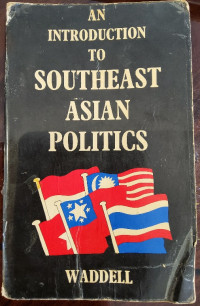 AN
INTRODUCTION
TO
SOUTHEAST
ASIAN
POLITICS
WADDELL